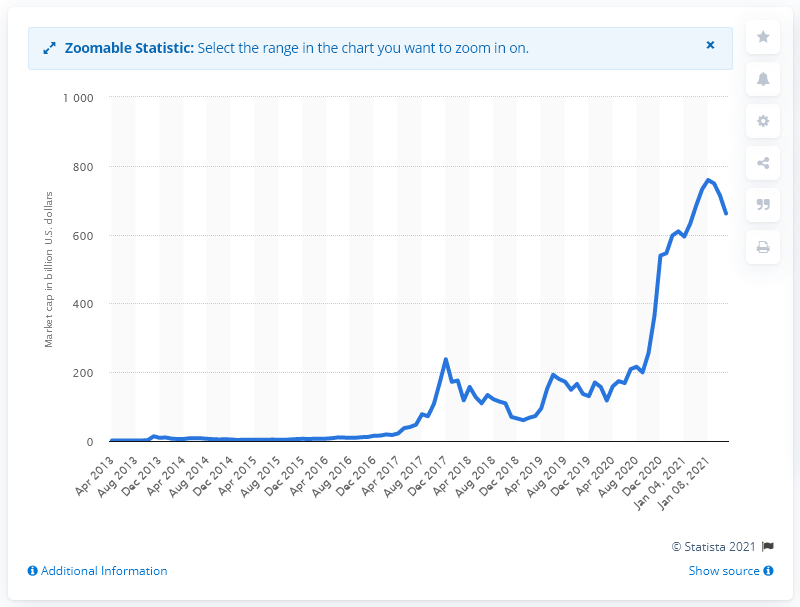 Zoomable Statistic: Select the range in the chart you want to zoom in on.
1 000
800
600
400
200
0
Market cap in billion U.S. dollars
Apr 2013
Aug 2013
Dec 2013
Apr 2014
Aug 2014
Dec 2014
Apr 2015
Aug 2015
Dec 2015
Apr 2016
Aug 2016
Dec 2016
Apr 2017
Aug 2017
Dec 2017
Apr 2018
Aug 2018
Dec 2018
Apr 2019
Aug 2019
Dec 2019
Apr 2020
Aug 2020
Dec 2020
Jan 04, 2021
Jan 08, 2021
© Statista 2021
Additional Information
Show source